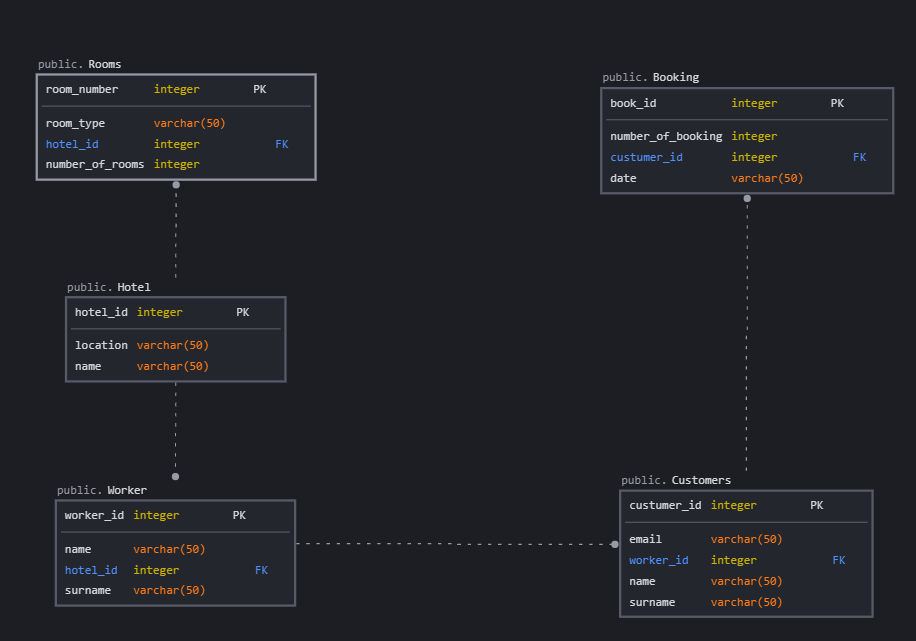 public. Rooms
room_number integer PK
room_type varchar(50)
hotel_id integer FK
number_of_rooms integer
public. Booking
book_id integer PK
number_of_booking integer
custumer_id integer FK
date varchar(50)
public. Hotel
hotel_id integer PK
location varchar(50)
name varchar(50)
public. Worker
worker_id integer PK
name varchar(50)
hotel_id integer FK
surname varchar(50)
public. Customers
custumer_id integer PK
email varchar(50)
worker_id integer FK
name varchar(50)
surname varchar(50)